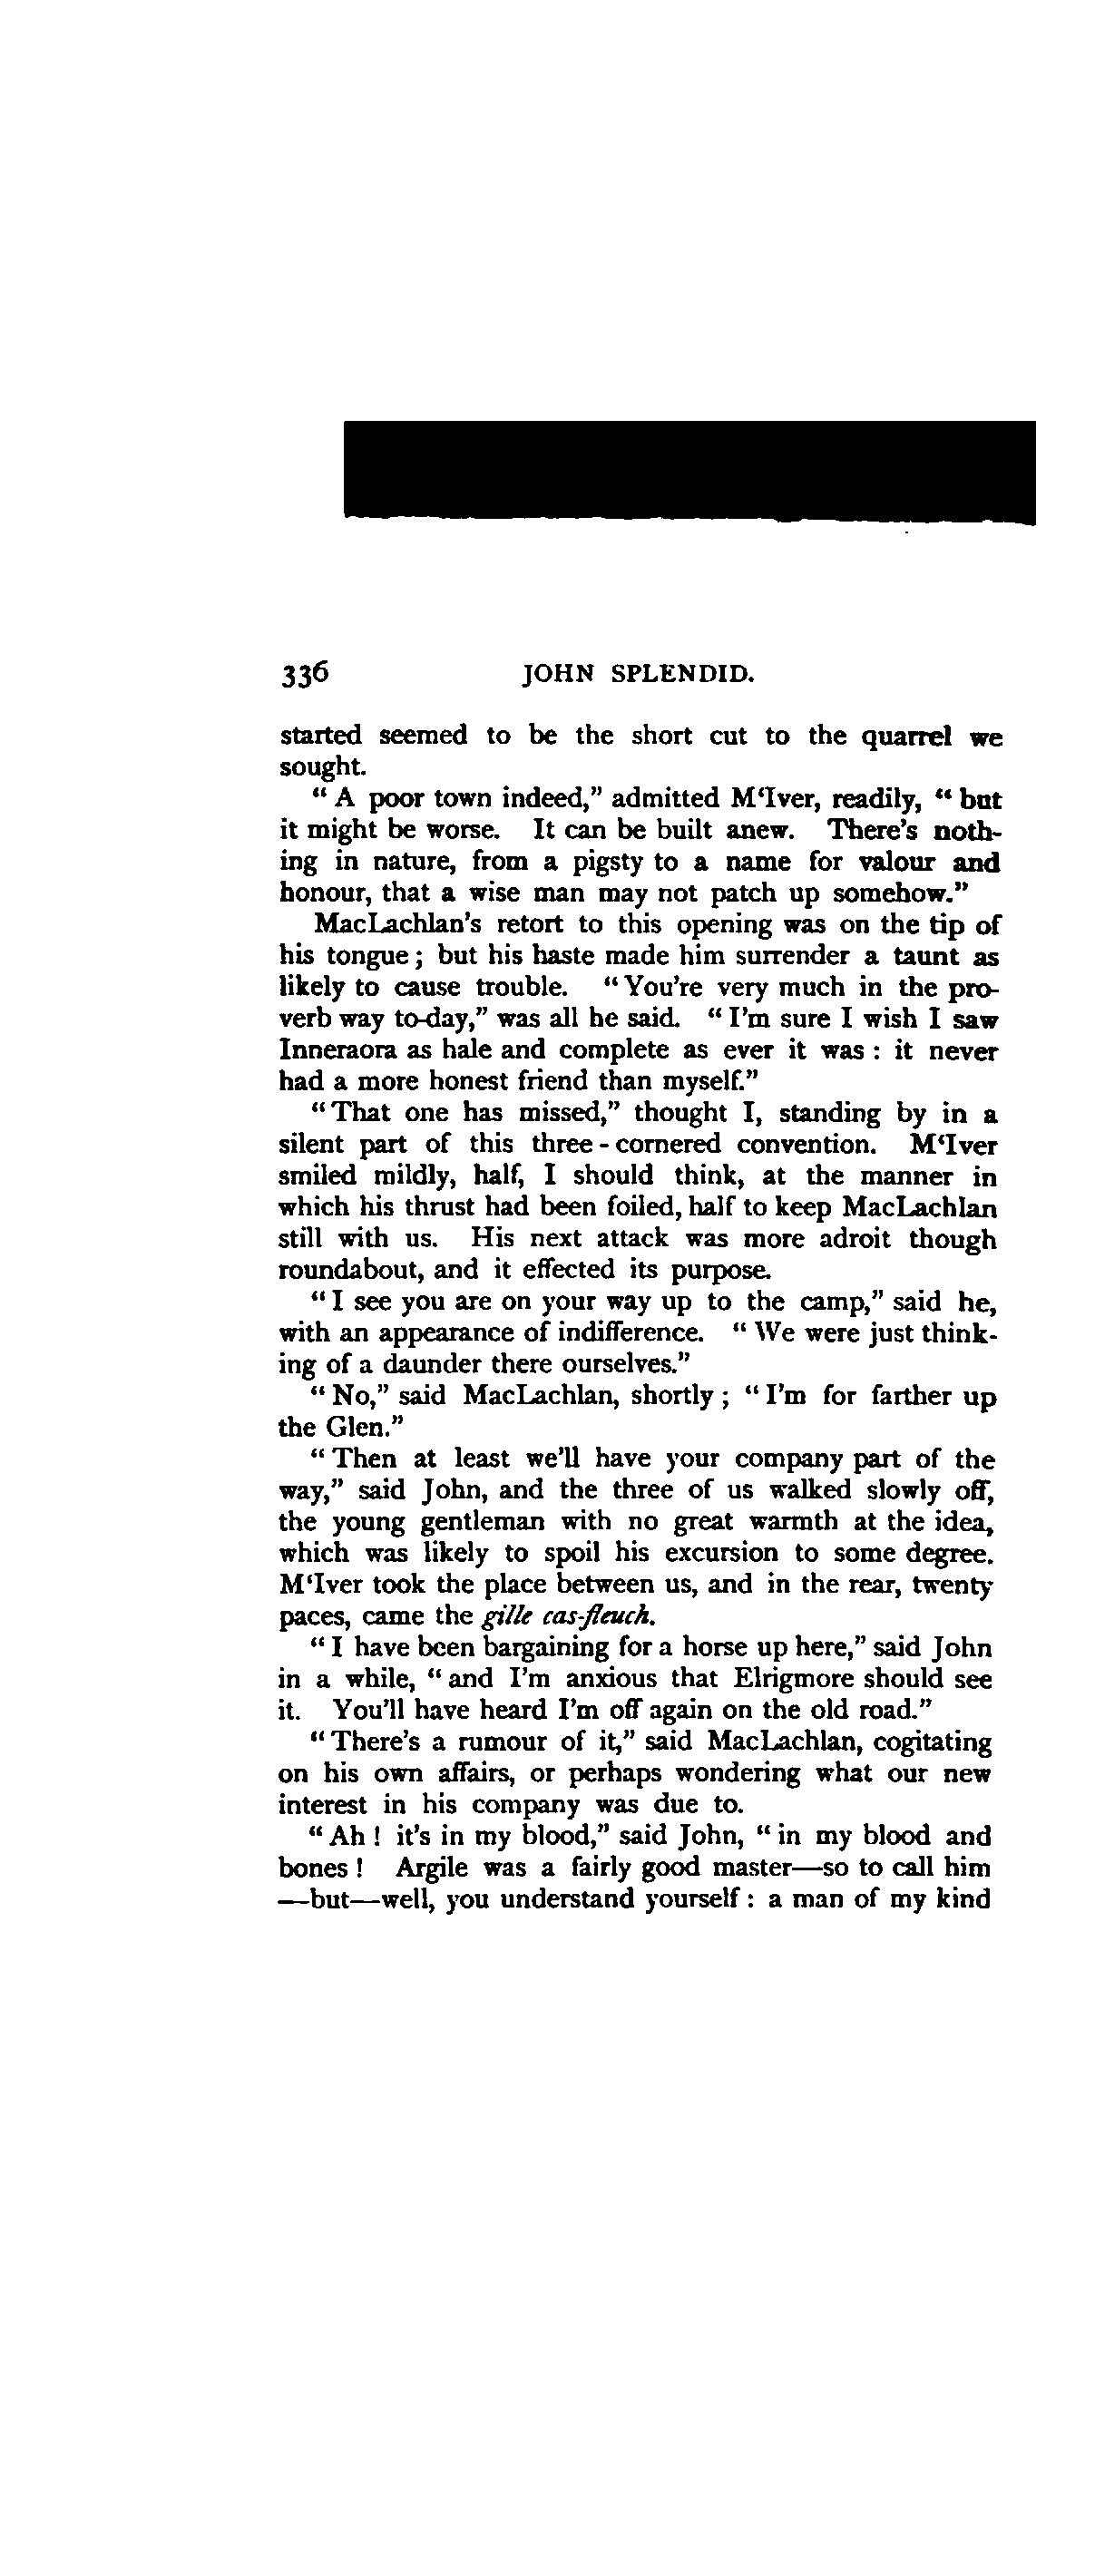 336 JOHN SPLENDID.
started seemed to be the short cut to the quarrel we
sought.
“ A poor town indeed,” admitted M‘Iver, readily, “ but
it might be worse. It can be built anew. There’s noth-
ing in nature, from a pigsty to a name for valour and
honour, that a wise man may not patch up somehow.”
MacLachlan’s retort to this opening was on the tip of
his tongue ; but his haste made him surrender a taunt as
likely to cause trouble. “ You’re very much in the pro-
verb way to-day,” was all he said. “ I’m sure I wish I saw
Inneraora as hale and complete as ever it was : it never
had a more honest friend than myself.”
“ That one has missed,” thought I, standing by in a
silent part of this three - cornered convention. M‘Iver
smiled mildly, half, I should think, at the manner in
which his thrust had been foiled, half to keep MacLachlan
still with us. His next attack was more adroit though
roundabout, and it effected its purpose.
“ I see you are on your way up to the camp,” said he,
with an appearance of indifference. “ We were just think-
ing of a daunder there ourselves.”
“ No,” said MacLachlan, shortly ; “ I’m for farther up
the Glen.”
“ Then at least we’ll have your company part of the
way,” said John, and the three of us walked slowly off,
the young gentleman with no great warmth at the idea,
which was likely to spoil his excursion to some degree.
M‘Iver took the place between us, and in the rear, twenty
paces, came the gille cas-fleuch.
“ I have been bargaining for a horse up here,” said John
in a while, “ and I’m anxious that Elrigmore should see
it. You’ll have heard I’m off again on the old road.”
“ There’s a rumour of it,” said MacLachlan, cogitating
on his own affairs, or perhaps wondering what our new
interest in his company was due to.
“ Ah ! it’s in my blood,” said John, “ in my blood and
bones ! Argile was a fairly good master—so to call him
—but—well, you understand yourself : a man of my kind